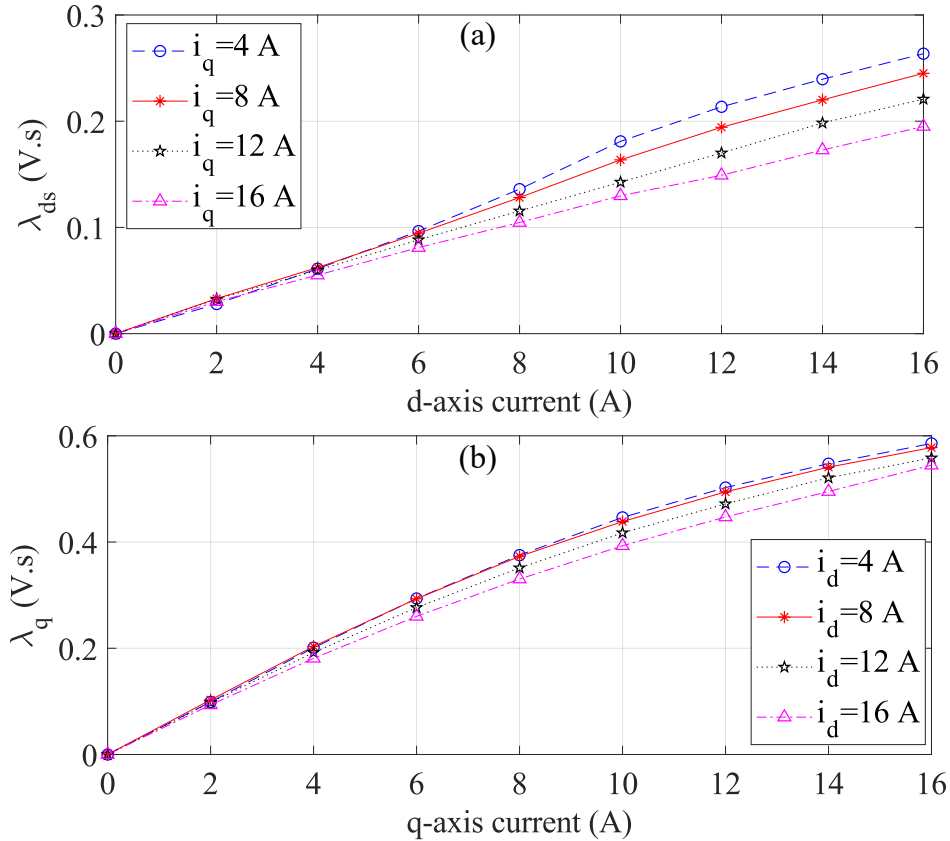 (a)
i_q=4 A
i_q=8 A
i_q=12 A
i_q=16 A
λ_ds (V.s)
0.3
0.2
0.1
0
0 2 4 6 8 10 12 14 16
d-axis current (A)
(b)
λ_q (V.s)
0.6
0.4
0.2
0
i_d=4 A
i_d=8 A
i_d=12 A
i_d=16 A
0 2 4 6 8 10 12 14 16
q-axis current (A)